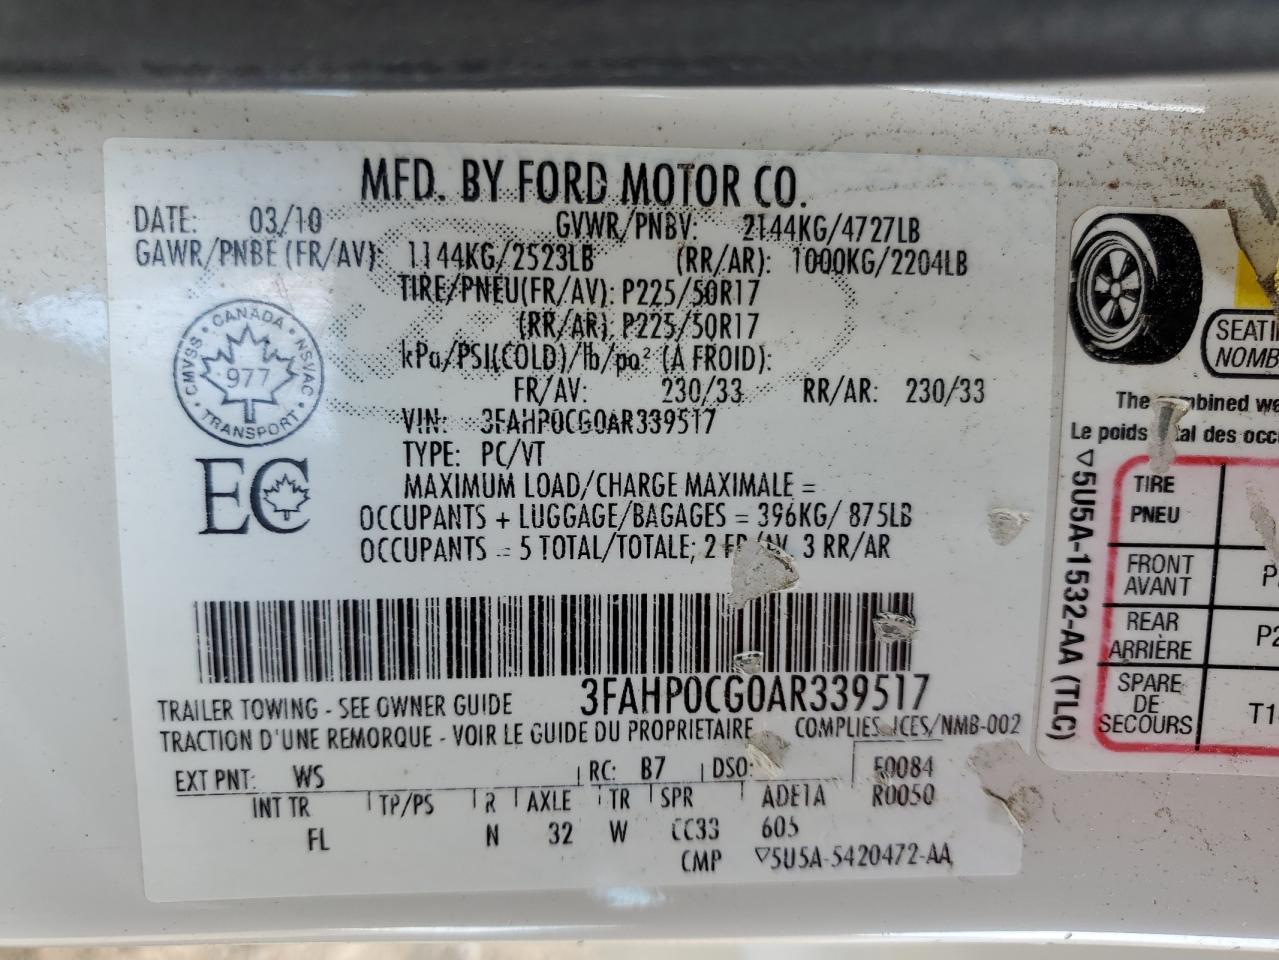 MFD. BY FORD MOTOR CO.
DATE: 03/10 GVWR/PNBV: 2144KG/4727LB
GAWR/PNBE (FR/AV): 1144KG/2523LB (RR/AR): 1000KG/2204LB
TIRE/PNEU(FR/AV): P225/50R17
(RR/AR): P225/50R17
kPa/PSI(COLD)/lb/po² (A FROID):
FR/AV: 230/33 RR/AR: 230/33
VIN: 3FAHP0CG0AR339517
TYPE: PC/VT
MAXIMUM LOAD/CHARGE MAXIMALE =
OCCUPANTS + LUGGAGE/BAGAGES = 396KG/ 875LB
OCCUPANTS = 5 TOTAL/TOTALE; 2 FR/AV, 3 RR/AR
CANADA
CMVSS NSVAC
977
TRANSPORT
EC
3FAHP0CG0AR339517
TRAILER TOWING - SEE OWNER GUIDE
TRACTION D'UNE REMORQUE - VOIR LE GUIDE DU PROPRIETAIRE COMPLIES ICES/NMB-002
EXT PNT: WS RC: B7 DSO: F0084
INT TR TP/PS R AXLE TR SPR ADE1A R0050
FL N 32 W CC33 605
CMP ▽5U5A-5420472-AA
▽5U5A-1532-AA (TLC)
SEATI
NOMB
The combined we
Le poids total des occ
TIRE
PNEU
FRONT
AVANT P
REAR
ARRIÈRE P2
SPARE
DE
SECOURS T1